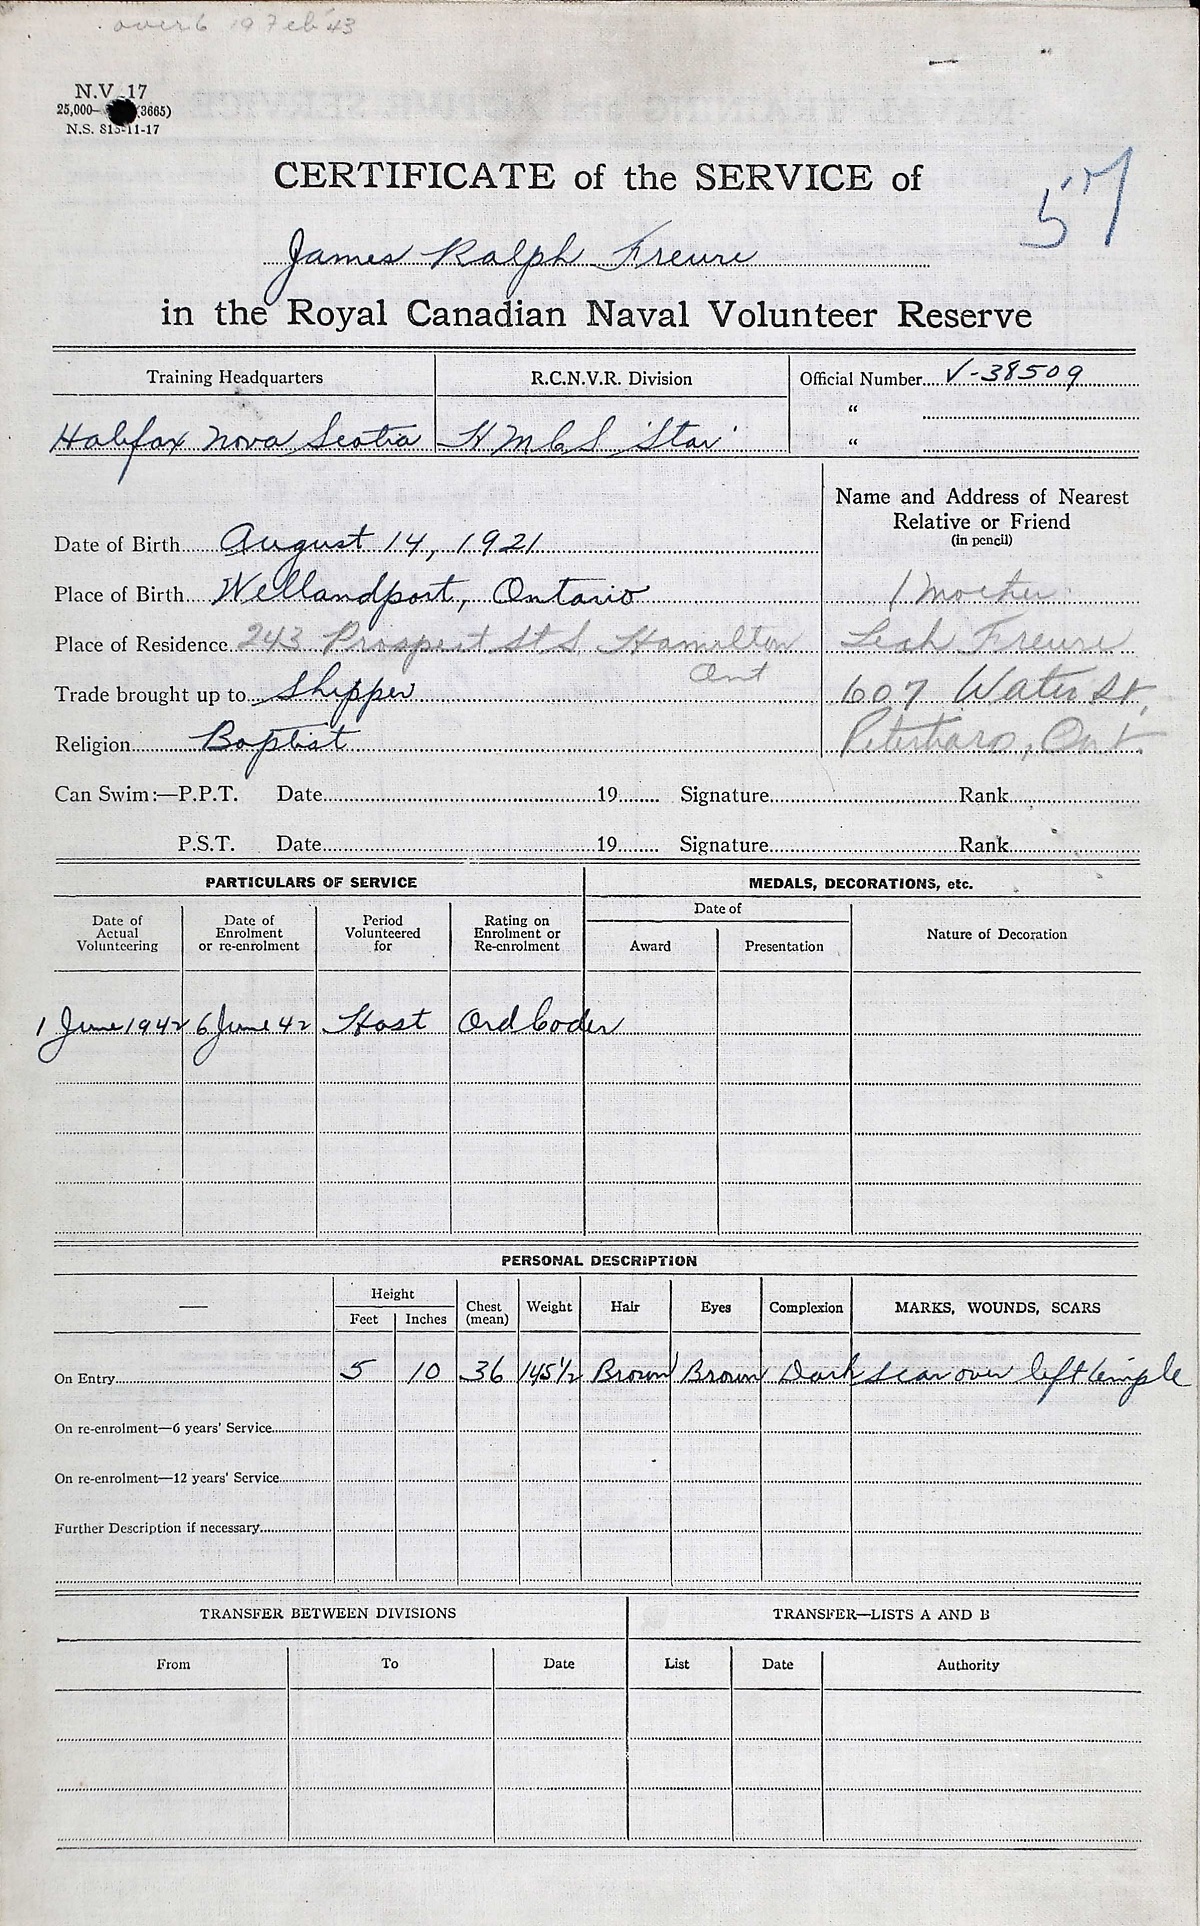 19 Feb 43
N.V. 17
25,000— (3665)
N.S. 815-11-17
CERTIFICATE of the SERVICE of
57
James Ralph Freure
in the Royal Canadian Naval Volunteer Reserve
Training Headquarters R.C.N.V.R. Division Official Number V-38509
"
Halifax Nova Scotia H M C S 'Star' "
Name and Address of Nearest
Relative or Friend
(in pencil)
Date of Birth August 14, 1921
Place of Birth Wellandport, Ontario Mother
Place of Residence 243 Prospect St S Hamilton Leah Freure
Ant
Trade brought up to Shipper 607 Water St.
Religion Baptist Peterboro, Ont.
Can Swim:—P.P.T. Date 19 Signature Rank
P.S.T. Date 19 Signature Rank
PARTICULARS OF SERVICE MEDALS, DECORATIONS, etc.
Date of
Actual
Volunteering
Date of
Enrolment
or re-enrolment
Period
Volunteered
for
Rating on
Enrolment or
Re-enrolment
Date of
Award Presentation
Nature of Decoration
1 June 1942 6 June 42 Host Ord Coder
PERSONAL DESCRIPTION
— Height
Feet Inches
Chest
(mean)
Weight Hair Eyes Complexion MARKS, WOUNDS, SCARS
On Entry 5 10 36 145½ Brown Brown Dark scar over left temple
On re-enrolment—6 years' Service
On re-enrolment—12 years' Service
Further Description if necessary
TRANSFER BETWEEN DIVISIONS TRANSFER—LISTS A AND B
From To Date List Date Authority